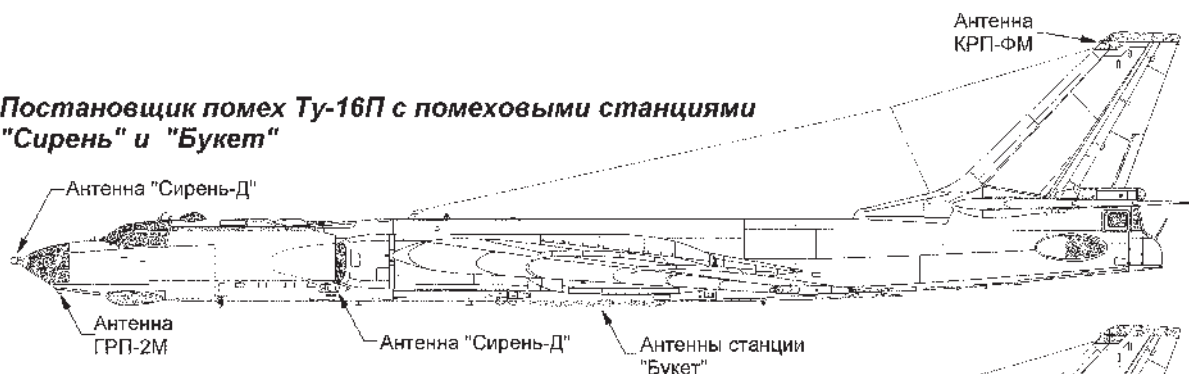 Антенна
КРП-ФМ
Постановщик помех Ту-16П с помеховыми станциями
"Сирень" и "Букет"
Антенна "Сирень-Д"
Антенна
ГРП-2М
Антенна "Сирень-Д"
Антенны станции
"Букет"